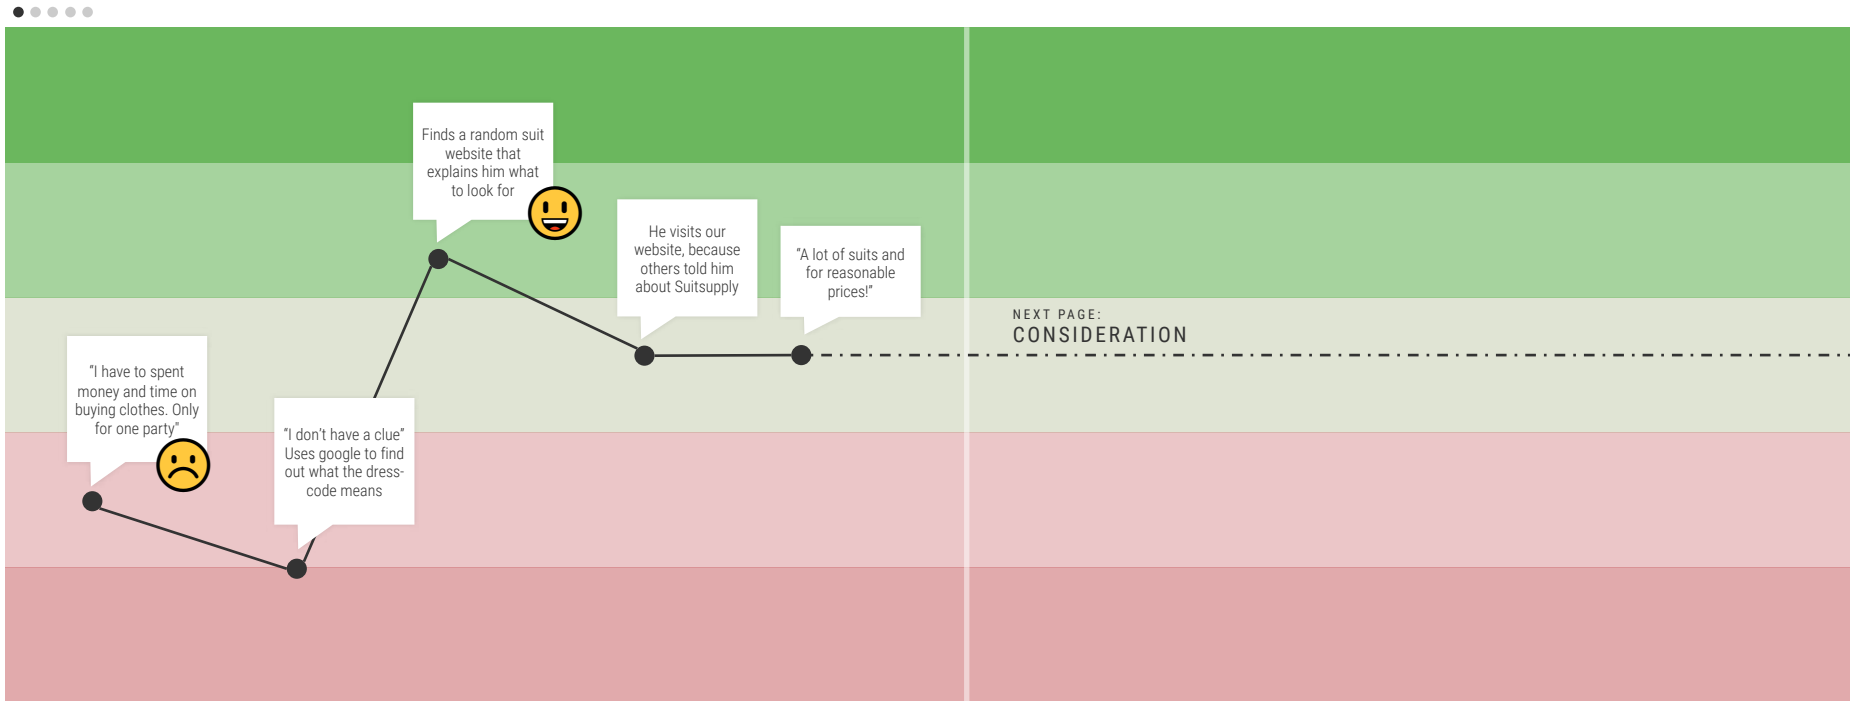 "I have to spent
money and time on
buying clothes. Only
for one party"
"I don't have a clue"
Uses google to find
out what the dress-
code means
Finds a random suit
website that
explains him what
to look for
He visits our
website, because
others told him
about Suitsupply
"A lot of suits and
for reasonable
prices!"
NEXT PAGE:
CONSIDERATION